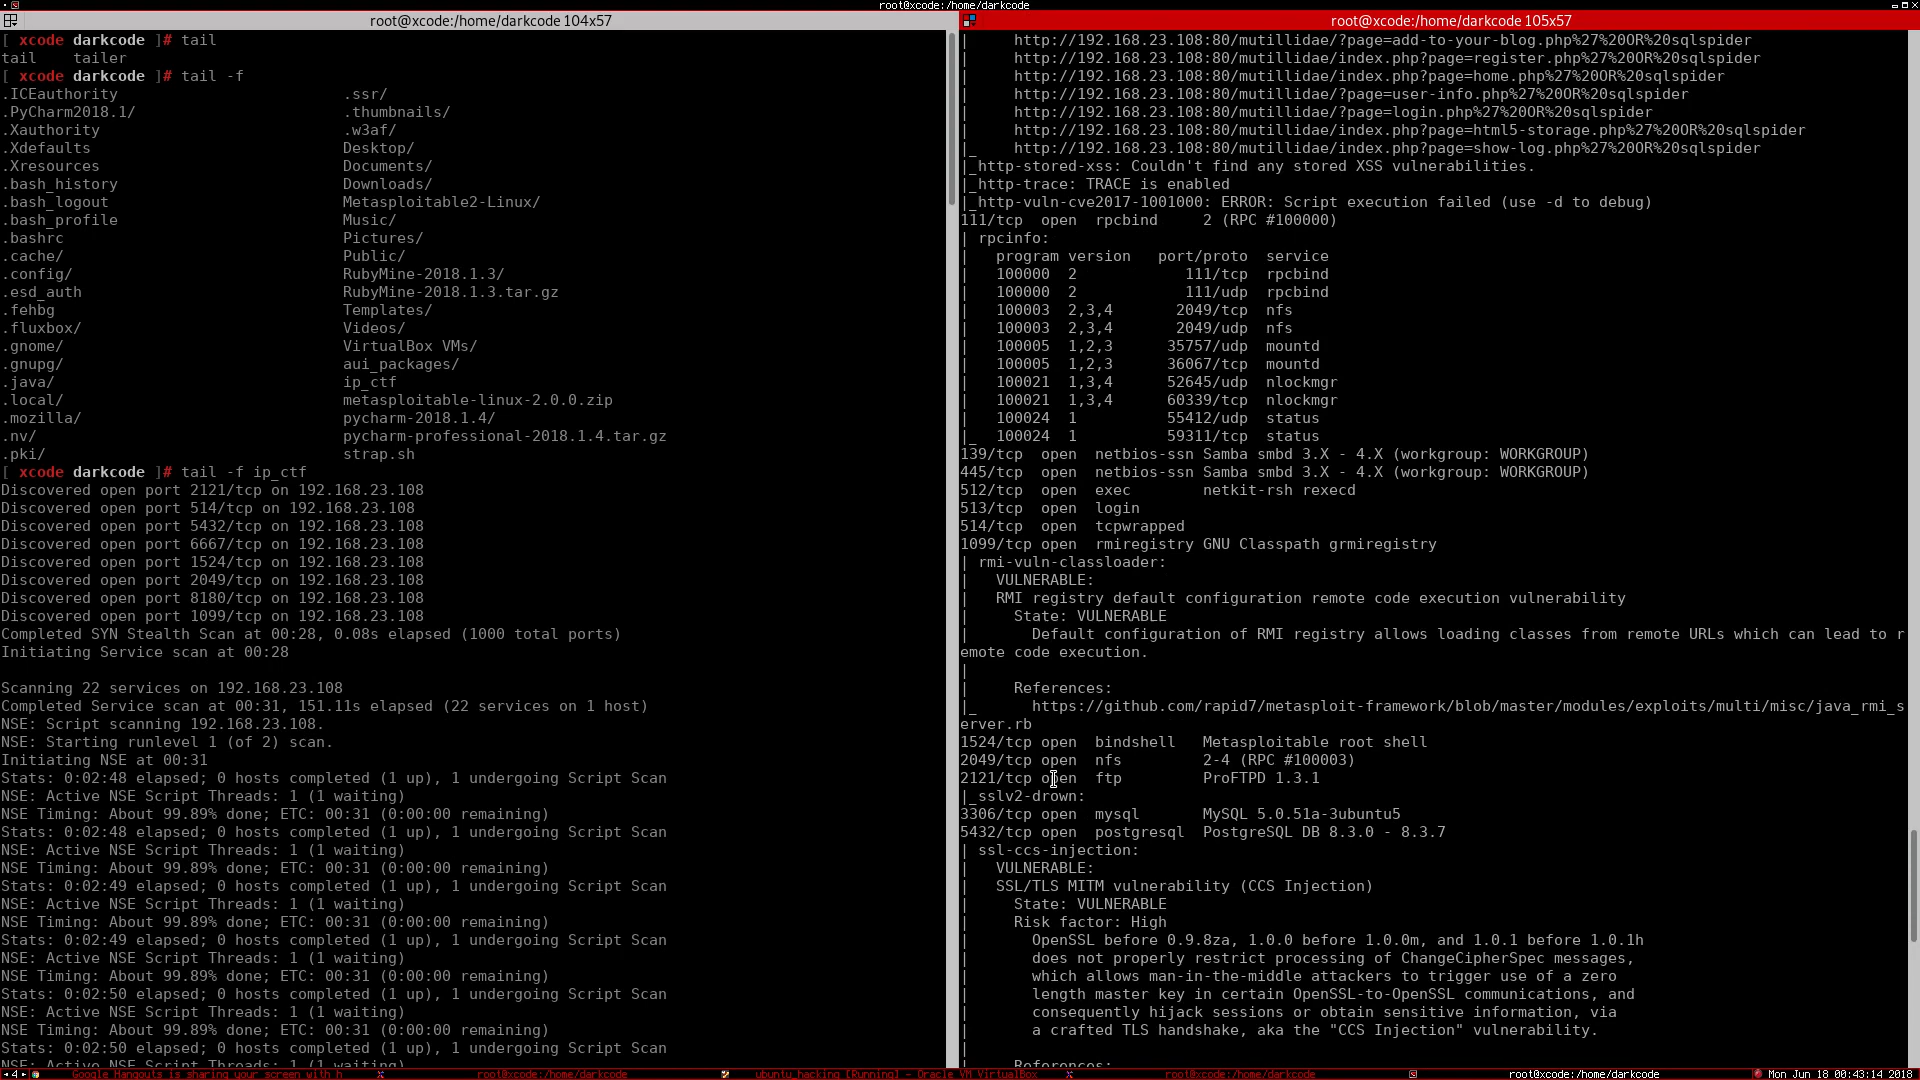 root@xcode:/home/darkcode
root@xcode:/home/darkcode 104x57
[ xcode darkcode ]# tail
tail    tailer
[ xcode darkcode ]# tail -f
.ICEauthority                         .ssr/
.PyCharm2018.1/                       .thumbnails/
.Xauthority                           .w3af/
.Xdefaults                            Desktop/
.Xresources                           Documents/
.bash_history                         Downloads/
.bash_logout                          Metasploitable2-Linux/
.bash_profile                         Music/
.bashrc                               Pictures/
.cache/                               Public/
.config/                              RubyMine-2018.1.3/
.esd_auth                             RubyMine-2018.1.3.tar.gz
.fehbg                                Templates/
.fluxbox/                             Videos/
.gnome/                               VirtualBox VMs/
.gnupg/                               aui_packages/
.java/                                ip_ctf
.local/                               metasploitable-linux-2.0.0.zip
.mozilla/                             pycharm-2018.1.4/
.nv/                                  pycharm-professional-2018.1.4.tar.gz
.pki/                                 strap.sh
[ xcode darkcode ]# tail -f ip_ctf
Discovered open port 2121/tcp on 192.168.23.108
Discovered open port 514/tcp on 192.168.23.108
Discovered open port 5432/tcp on 192.168.23.108
Discovered open port 6667/tcp on 192.168.23.108
Discovered open port 1524/tcp on 192.168.23.108
Discovered open port 2049/tcp on 192.168.23.108
Discovered open port 8180/tcp on 192.168.23.108
Discovered open port 1099/tcp on 192.168.23.108
Completed SYN Stealth Scan at 00:28, 0.08s elapsed (1000 total ports)
Initiating Service scan at 00:28
Scanning 22 services on 192.168.23.108
Completed Service scan at 00:31, 151.11s elapsed (22 services on 1 host)
NSE: Script scanning 192.168.23.108.
NSE: Starting runlevel 1 (of 2) scan.
Initiating NSE at 00:31
Stats: 0:02:48 elapsed; 0 hosts completed (1 up), 1 undergoing Script Scan
NSE: Active NSE Script Threads: 1 (1 waiting)
NSE Timing: About 99.89% done; ETC: 00:31 (0:00:00 remaining)
Stats: 0:02:48 elapsed; 0 hosts completed (1 up), 1 undergoing Script Scan
NSE: Active NSE Script Threads: 1 (1 waiting)
NSE Timing: About 99.89% done; ETC: 00:31 (0:00:00 remaining)
Stats: 0:02:49 elapsed; 0 hosts completed (1 up), 1 undergoing Script Scan
NSE: Active NSE Script Threads: 1 (1 waiting)
NSE Timing: About 99.89% done; ETC: 00:31 (0:00:00 remaining)
Stats: 0:02:49 elapsed; 0 hosts completed (1 up), 1 undergoing Script Scan
NSE: Active NSE Script Threads: 1 (1 waiting)
NSE Timing: About 99.89% done; ETC: 00:31 (0:00:00 remaining)
Stats: 0:02:50 elapsed; 0 hosts completed (1 up), 1 undergoing Script Scan
NSE: Active NSE Script Threads: 1 (1 waiting)
NSE Timing: About 99.89% done; ETC: 00:31 (0:00:00 remaining)
Stats: 0:02:50 elapsed; 0 hosts completed (1 up), 1 undergoing Script Scan
NSE: Active NSE Script Threads: 1 (1 waiting)
root@xcode:/home/darkcode 105x57
|     http://192.168.23.108:80/mutillidae/?page=add-to-your-blog.php%27%20OR%20sqlspider
|     http://192.168.23.108:80/mutillidae/index.php?page=register.php%27%20OR%20sqlspider
|     http://192.168.23.108:80/mutillidae/index.php?page=home.php%27%20OR%20sqlspider
|     http://192.168.23.108:80/mutillidae/?page=user-info.php%27%20OR%20sqlspider
|     http://192.168.23.108:80/mutillidae/?page=login.php%27%20OR%20sqlspider
|     http://192.168.23.108:80/mutillidae/index.php?page=html5-storage.php%27%20OR%20sqlspider
|_    http://192.168.23.108:80/mutillidae/index.php?page=show-log.php%27%20OR%20sqlspider
|_http-stored-xss: Couldn't find any stored XSS vulnerabilities.
|_http-trace: TRACE is enabled
|_http-vuln-cve2017-1001000: ERROR: Script execution failed (use -d to debug)
111/tcp  open  rpcbind     2 (RPC #100000)
| rpcinfo:
|   program version   port/proto  service
|   100000  2            111/tcp  rpcbind
|   100000  2            111/udp  rpcbind
|   100003  2,3,4       2049/tcp  nfs
|   100003  2,3,4       2049/udp  nfs
|   100005  1,2,3      35757/udp  mountd
|   100005  1,2,3      36067/tcp  mountd
|   100021  1,3,4      52645/udp  nlockmgr
|   100021  1,3,4      60339/tcp  nlockmgr
|   100024  1          55412/udp  status
|_  100024  1          59311/tcp  status
139/tcp  open  netbios-ssn Samba smbd 3.X - 4.X (workgroup: WORKGROUP)
445/tcp  open  netbios-ssn Samba smbd 3.X - 4.X (workgroup: WORKGROUP)
512/tcp  open  exec        netkit-rsh rexecd
513/tcp  open  login
514/tcp  open  tcpwrapped
1099/tcp open  rmiregistry GNU Classpath grmiregistry
| rmi-vuln-classloader:
|   VULNERABLE:
|   RMI registry default configuration remote code execution vulnerability
|     State: VULNERABLE
|       Default configuration of RMI registry allows loading classes from remote URLs which can lead to r
emote code execution.
|
|     References:
|_      https://github.com/rapid7/metasploit-framework/blob/master/modules/exploits/multi/misc/java_rmi_s
erver.rb
1524/tcp open  bindshell   Metasploitable root shell
2049/tcp open  nfs         2-4 (RPC #100003)
2121/tcp open  ftp         ProFTPD 1.3.1
|_sslv2-drown:
3306/tcp open  mysql       MySQL 5.0.51a-3ubuntu5
5432/tcp open  postgresql  PostgreSQL DB 8.3.0 - 8.3.7
| ssl-ccs-injection:
|   VULNERABLE:
|   SSL/TLS MITM vulnerability (CCS Injection)
|     State: VULNERABLE
|     Risk factor: High
|       OpenSSL before 0.9.8za, 1.0.0 before 1.0.0m, and 1.0.1 before 1.0.1h
|       does not properly restrict processing of ChangeCipherSpec messages,
|       which allows man-in-the-middle attackers to trigger use of a zero
|       length master key in certain OpenSSL-to-OpenSSL communications, and
|       consequently hijack sessions or obtain sensitive information, via
|       a crafted TLS handshake, aka the "CCS Injection" vulnerability.
|
|     References:
4 Google Hangouts is sharing your screen with h root@xcode:/home/darkcode ubuntu_hacking [Running] - Oracle VM VirtualBox root@xcode:/home/darkcode root@xcode:/home/darkcode Mon Jun 18 00:43:14 2018